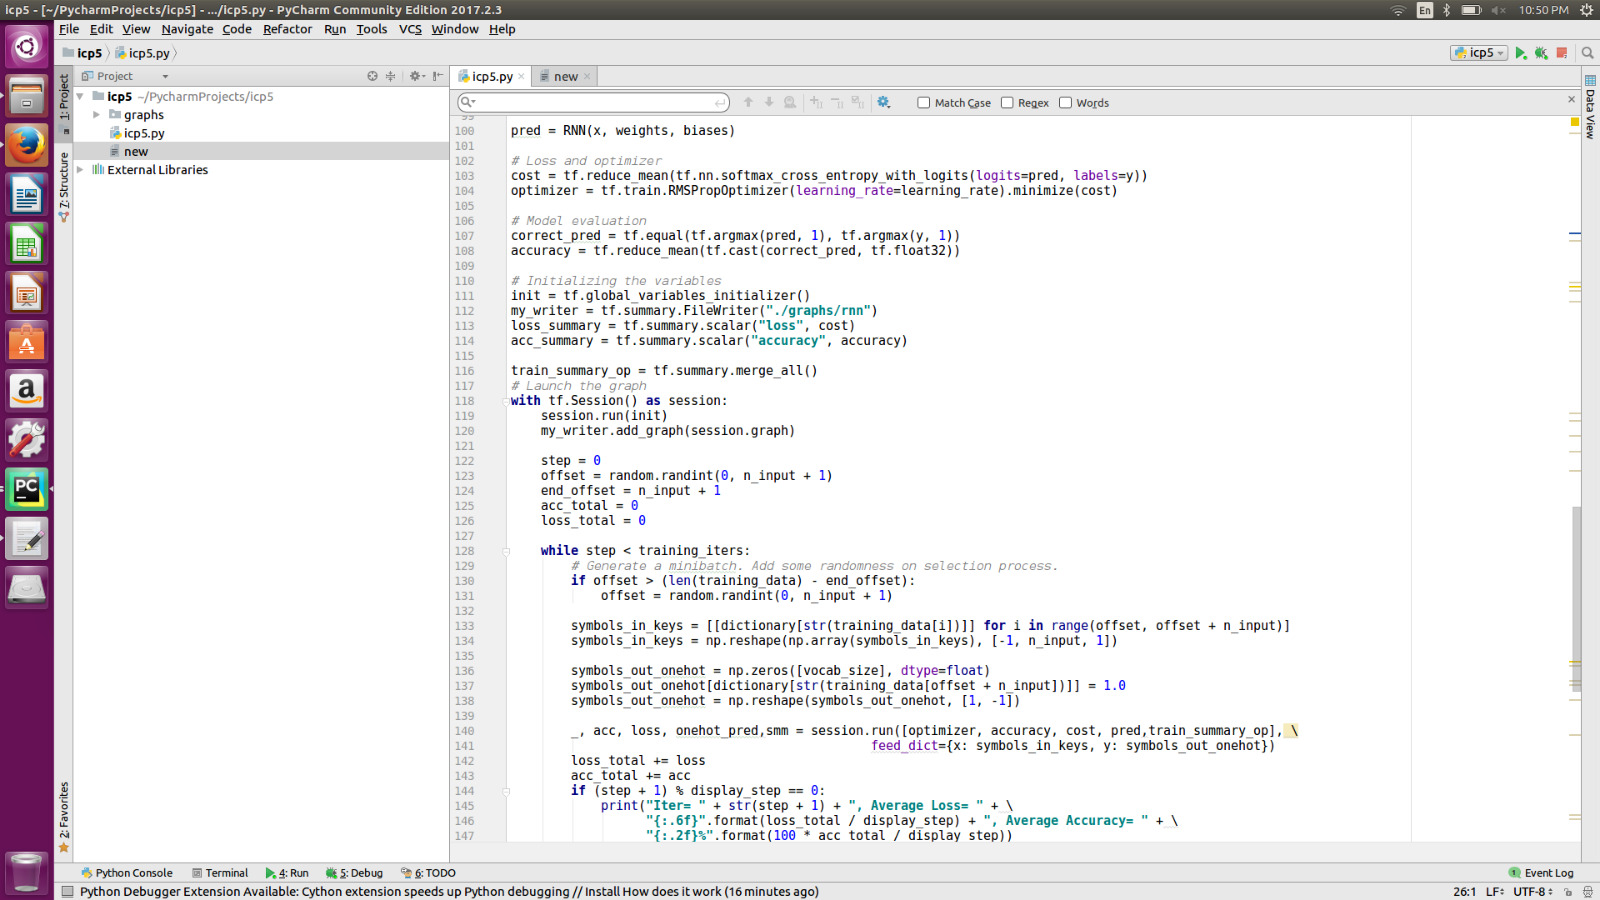 icp5 - [~/PycharmProjects/icp5] - .../icp5.py - PyCharm Community Edition 2017.2.3
En
10:50 PM
File Edit View Navigate Code Refactor Run Tools VCS Window Help
icp5 icp5.py
icp5
Project
icp5.py
new
1: Project
icp5 ~/PycharmProjects/icp5
graphs
icp5.py
new
External Libraries
7: Structure
2: Favorites
Data View
Match Case Regex Words
99
100 pred = RNN(x, weights, biases)
101
102 # Loss and optimizer
103 cost = tf.reduce_mean(tf.nn.softmax_cross_entropy_with_logits(logits=pred, labels=y))
104 optimizer = tf.train.RMSPropOptimizer(learning_rate=learning_rate).minimize(cost)
105
106 # Model evaluation
107 correct_pred = tf.equal(tf.argmax(pred, 1), tf.argmax(y, 1))
108 accuracy = tf.reduce_mean(tf.cast(correct_pred, tf.float32))
109
110 # Initializing the variables
111 init = tf.global_variables_initializer()
112 my_writer = tf.summary.FileWriter("./graphs/rnn")
113 loss_summary = tf.summary.scalar("loss", cost)
114 acc_summary = tf.summary.scalar("accuracy", accuracy)
115
116 train_summary_op = tf.summary.merge_all()
117 # Launch the graph
118 with tf.Session() as session:
119 session.run(init)
120 my_writer.add_graph(session.graph)
121
122 step = 0
123 offset = random.randint(0, n_input + 1)
124 end_offset = n_input + 1
125 acc_total = 0
126 loss_total = 0
127
128 while step < training_iters:
129 # Generate a minibatch. Add some randomness on selection process.
130 if offset > (len(training_data) - end_offset):
131 offset = random.randint(0, n_input + 1)
132
133 symbols_in_keys = [[dictionary[str(training_data[i])]] for i in range(offset, offset + n_input)]
134 symbols_in_keys = np.reshape(np.array(symbols_in_keys), [-1, n_input, 1])
135
136 symbols_out_onehot = np.zeros([vocab_size], dtype=float)
137 symbols_out_onehot[dictionary[str(training_data[offset + n_input])]] = 1.0
138 symbols_out_onehot = np.reshape(symbols_out_onehot, [1, -1])
139
140 _, acc, loss, onehot_pred,smm = session.run([optimizer, accuracy, cost, pred,train_summary_op], \
141 feed_dict={x: symbols_in_keys, y: symbols_out_onehot})
142 loss_total += loss
143 acc_total += acc
144 if (step + 1) % display_step == 0:
145 print("Iter= " + str(step + 1) + ", Average Loss= " + \
146 "{:.6f}".format(loss_total / display_step) + ", Average Accuracy= " + \
147 "{:.2f}%".format(100 * acc_total / display_step))
Python Console Terminal 4: Run 5: Debug 6: TODO
1 Event Log
Python Debugger Extension Available: Cython extension speeds up Python debugging // Install How does it work (16 minutes ago)
26:1 LF UTF-8